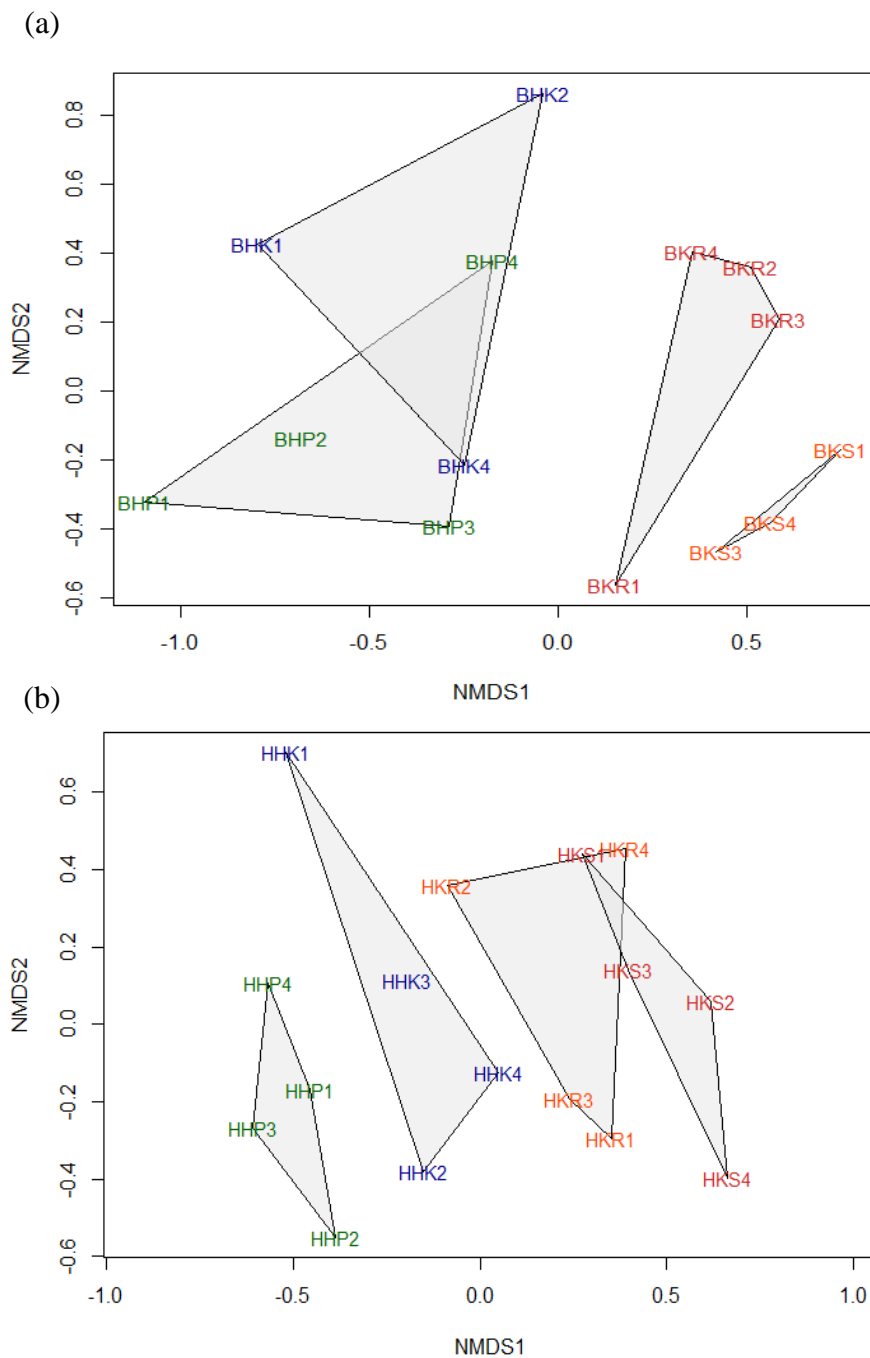 (a)
BHK2
0.8
0.6
BHK1
0.4
BHP4
BKR4
BKR2
0.2
BKR3
NMDS2
0.0
BHP2
-0.2
BHK4
BKS1
BHP1
-0.4
BHP3
BKS4
BKS3
-0.6
BKR1
-1.0 -0.5 0.0 0.5
NMDS1
(b)
HHK1
0.6
0.4
HKS1 HKR4
HKR2
0.2
HHP4
HHK3
HKS3
HKS2
NMDS2
0.0
HHP1
HHK4
-0.2
HHP3
HKR3
HKR1
-0.4
HHK2
HKS4
HHP2
-0.6
-1.0 -0.5 0.0 0.5 1.0
NMDS1